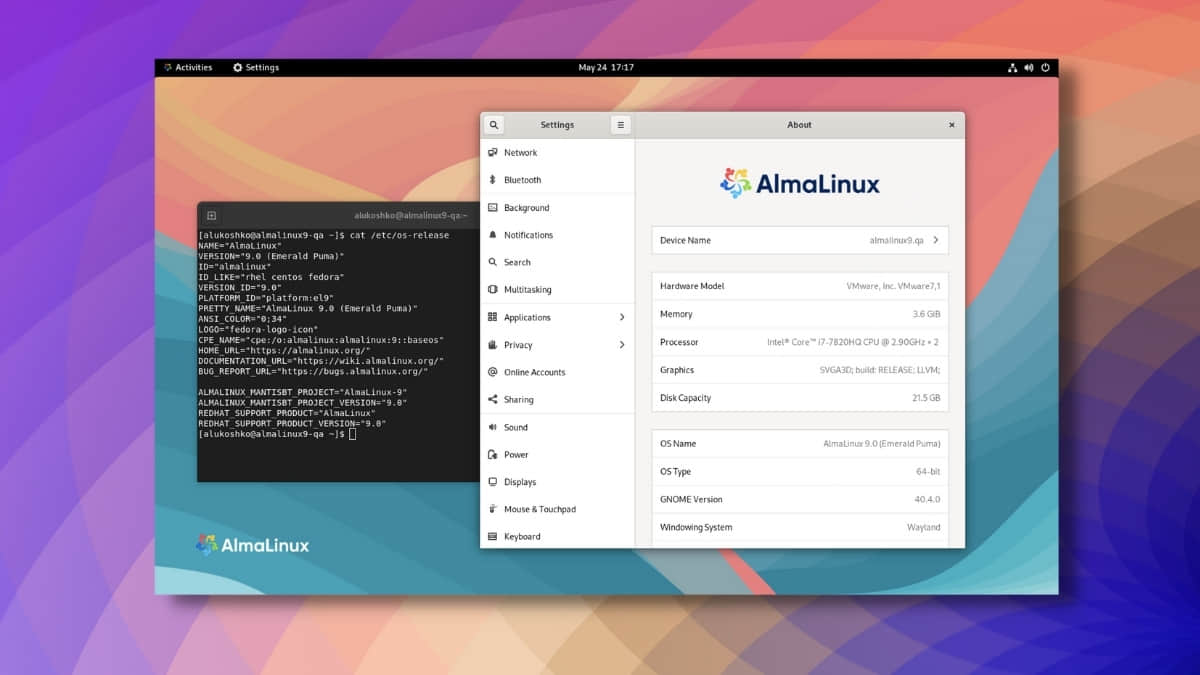 Activities
Settings
May 24 17:17
alukoshko@almalinux9-qa:~
[alukoshko@almalinux9-qa ~]$ cat /etc/os-release
NAME="AlmaLinux"
VERSION="9.0 (Emerald Puma)"
ID="almalinux"
ID_LIKE="rhel centos fedora"
VERSION_ID="9.0"
PLATFORM_ID="platform:el9"
PRETTY_NAME="AlmaLinux 9.0 (Emerald Puma)"
ANSI_COLOR="0;34"
LOGO="fedora-logo-icon"
CPE_NAME="cpe:/o:almalinux:almalinux:9::baseos"
HOME_URL="https://almalinux.org/"
DOCUMENTATION_URL="https://wiki.almalinux.org/"
BUG_REPORT_URL="https://bugs.almalinux.org/"
ALMALINUX_MANTISBT_PROJECT="AlmaLinux-9"
ALMALINUX_MANTISBT_PROJECT_VERSION="9.0"
REDHAT_SUPPORT_PRODUCT="AlmaLinux"
REDHAT_SUPPORT_PRODUCT_VERSION="9.0"
[alukoshko@almalinux9-qa ~]$
AlmaLinux
Settings
Network
Bluetooth
Background
Notifications
Search
Multitasking
Applications
Privacy
Online Accounts
Sharing
Sound
Power
Displays
Mouse & Touchpad
Keyboard
About
AlmaLinux
Device Name almalinux9.qa
Hardware Model VMware, Inc. VMware7,1
Memory 3.6 GiB
Processor Intel® Core™ i7-7820HQ CPU @ 2.90GHz × 2
Graphics SVGA3D; build: RELEASE; LLVM;
Disk Capacity 21.5 GB
OS Name AlmaLinux 9.0 (Emerald Puma)
OS Type 64-bit
GNOME Version 40.4.0
Windowing System Wayland